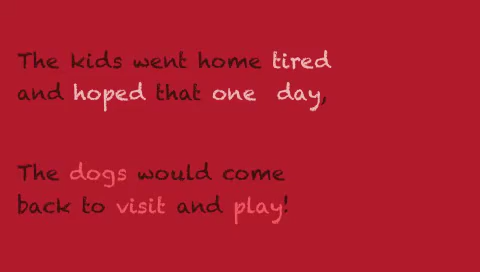 The kids went home tired
and hoped that one day,
The dogs would come
back to visit and play!